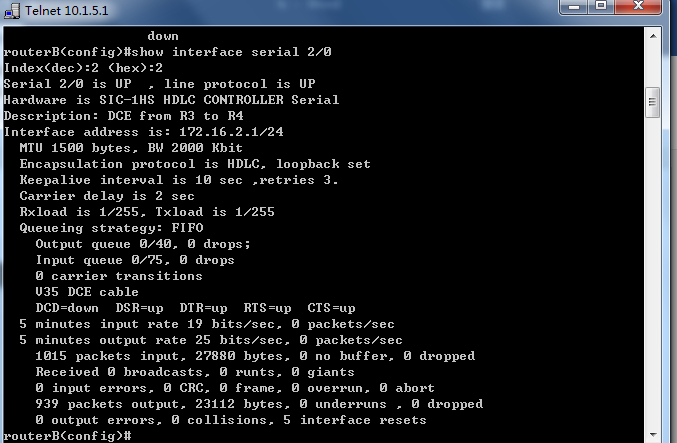 Telnet 10.1.5.1
down
routerB(config)#show interface serial 2/0
Index(dec):2 (hex):2
Serial 2/0 is UP  , line protocol is UP
Hardware is SIC-1HS HDLC CONTROLLER Serial
Description: DCE from R3 to R4
Interface address is: 172.16.2.1/24
MTU 1500 bytes, BW 2000 Kbit
Encapsulation protocol is HDLC, loopback set
Keepalive interval is 10 sec ,retries 3.
Carrier delay is 2 sec
Rxload is 1/255, Txload is 1/255
Queueing strategy: FIFO
Output queue 0/40, 0 drops;
Input queue 0/75, 0 drops
0 carrier transitions
V35 DCE cable
DCD=down  DSR=up  DTR=up  RTS=up  CTS=up
5 minutes input rate 19 bits/sec, 0 packets/sec
5 minutes output rate 25 bits/sec, 0 packets/sec
1015 packets input, 27880 bytes, 0 no buffer, 0 dropped
Received 0 broadcasts, 0 runts, 0 giants
0 input errors, 0 CRC, 0 frame, 0 overrun, 0 abort
939 packets output, 23112 bytes, 0 underruns , 0 dropped
0 output errors, 0 collisions, 5 interface resets
routerB(config)#